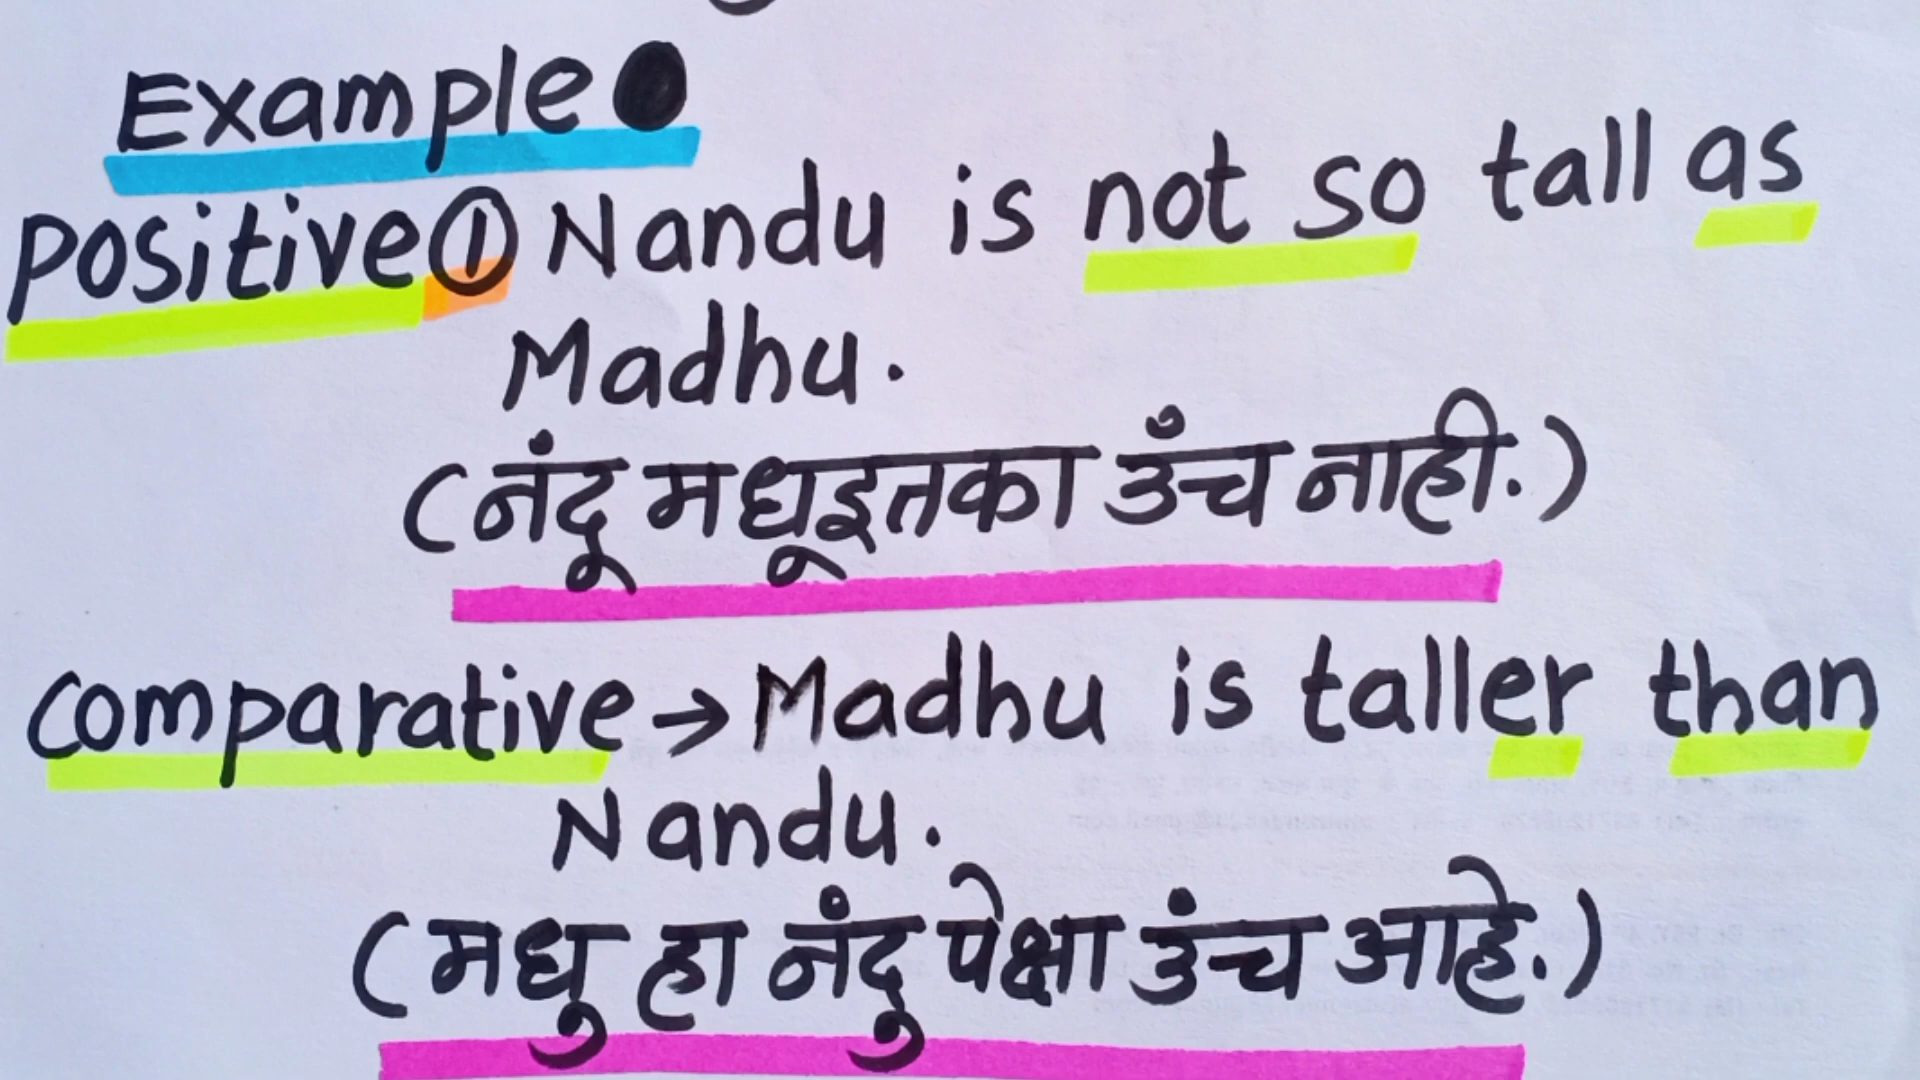 Example ●
positive ① Nandu is not so tall as
Madhu.
(नंदू मधूइतका उँच नाही.)
comparative → Madhu is taller than
Nandu.
(मधु हा नंदु पेक्षा उंच आहे.)